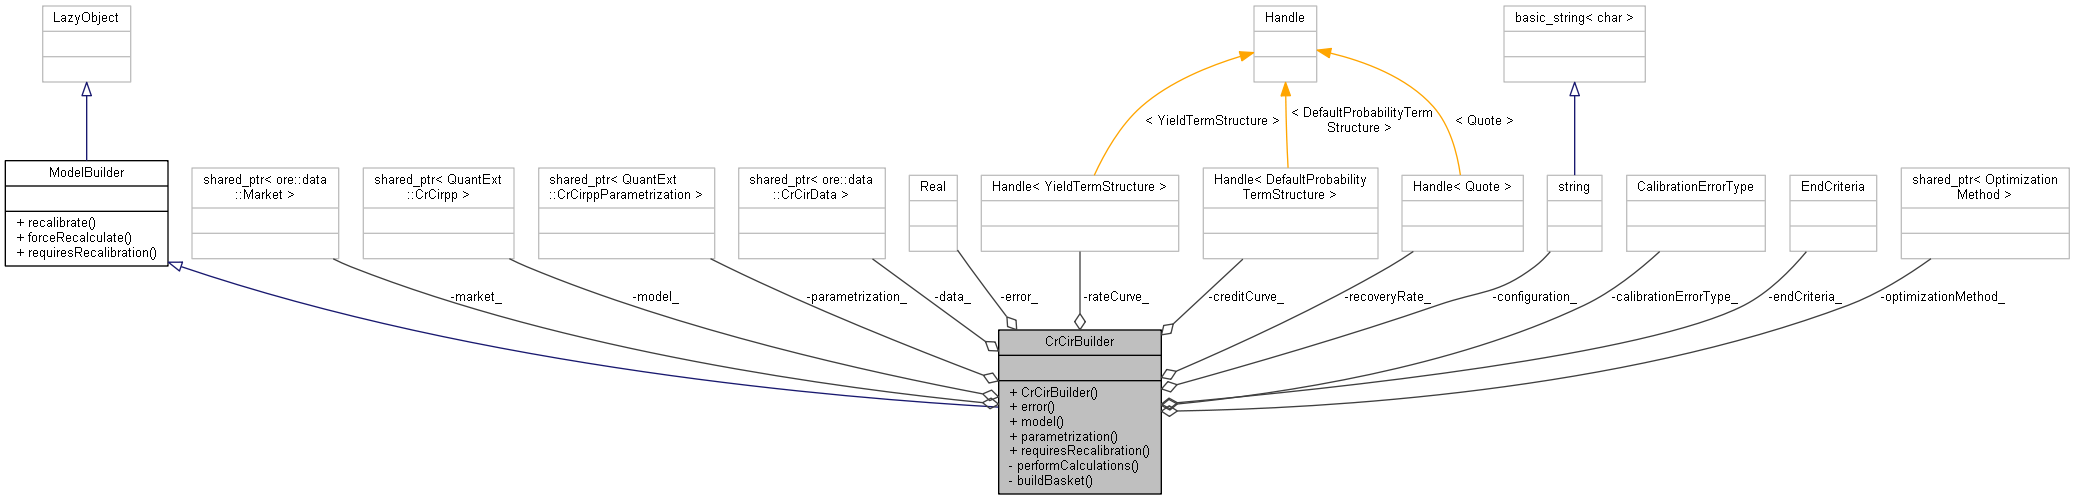 LazyObject
Handle
basic_string< char >
< YieldTermStructure >
< DefaultProbabilityTerm
Structure >
< Quote >
ModelBuilder
+ recalibrate()
+ forceRecalculate()
+ requiresRecalibration()
shared_ptr< ore::data
::Market >
shared_ptr< QuantExt
::CrCirpp >
shared_ptr< QuantExt
::CrCirppParametrization >
shared_ptr< ore::data
::CrCirData >
Real
Handle< YieldTermStructure >
Handle< DefaultProbability
TermStructure >
Handle< Quote >
string
CalibrationErrorType
EndCriteria
shared_ptr< Optimization
Method >
-market_
-model_
-parametrization_
-data_
-error_
-rateCurve_
-creditCurve_
-recoveryRate_
-configuration_
-calibrationErrorType_
-endCriteria_
-optimizationMethod_
CrCirBuilder
+ CrCirBuilder()
+ error()
+ model()
+ parametrization()
+ requiresRecalibration()
- performCalculations()
- buildBasket()